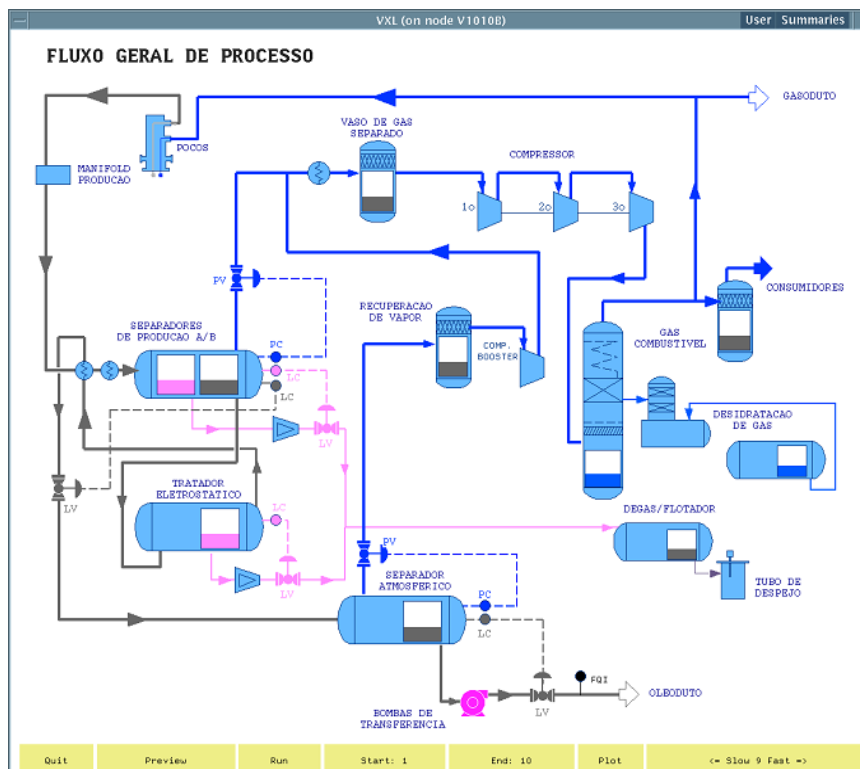 VXL (on node V1010B)
User Summaries
FLUXO GERAL DE PROCESSO
GASODUTO
POCOS
MANIFOLD
PRODUCAO
VASO DE GAS
SEPARADO
COMPRESSOR
1o
2o
3o
PV
CONSUMIDORES
RECUPERACAO
DE VAPOR
COMP.
BOOSTER
GAS
COMBUSTIVEL
SEPARADORES
DE PRODUCAO A/B
PC
LC
LC
LV
DESIDRATACAO
DE GAS
TRATADOR
ELETROSTATICO
LV
LC
LV
DEGAS/FLOTADOR
TUBO DE
DESPEJO
PV
SEPARADOR
ATMOSFERICO
PC
LC
FQI
OLEODUTO
LV
BOMBAS DE
TRANSFERENCIA
Quit
Preview
Run
Start: 1
End: 10
Plot
<= Slow 9 Fast =>